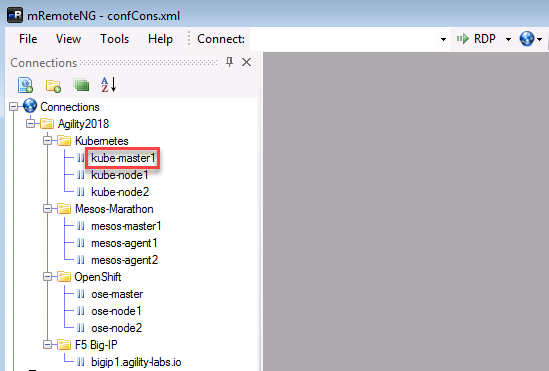 mRemoteNG - confCons.xml
File View Tools Connect: RDP
Connections
Connections
Agility2018
Kubernetes
kube-master1
kube-node1
kube-node2
Mesos-Marathon
mesos-master1
mesos-agent1
mesos-agent2
OpenShift
ose-master
ose-node1
ose-node2
F5 Big-IP
bigip1.agility-labs.io